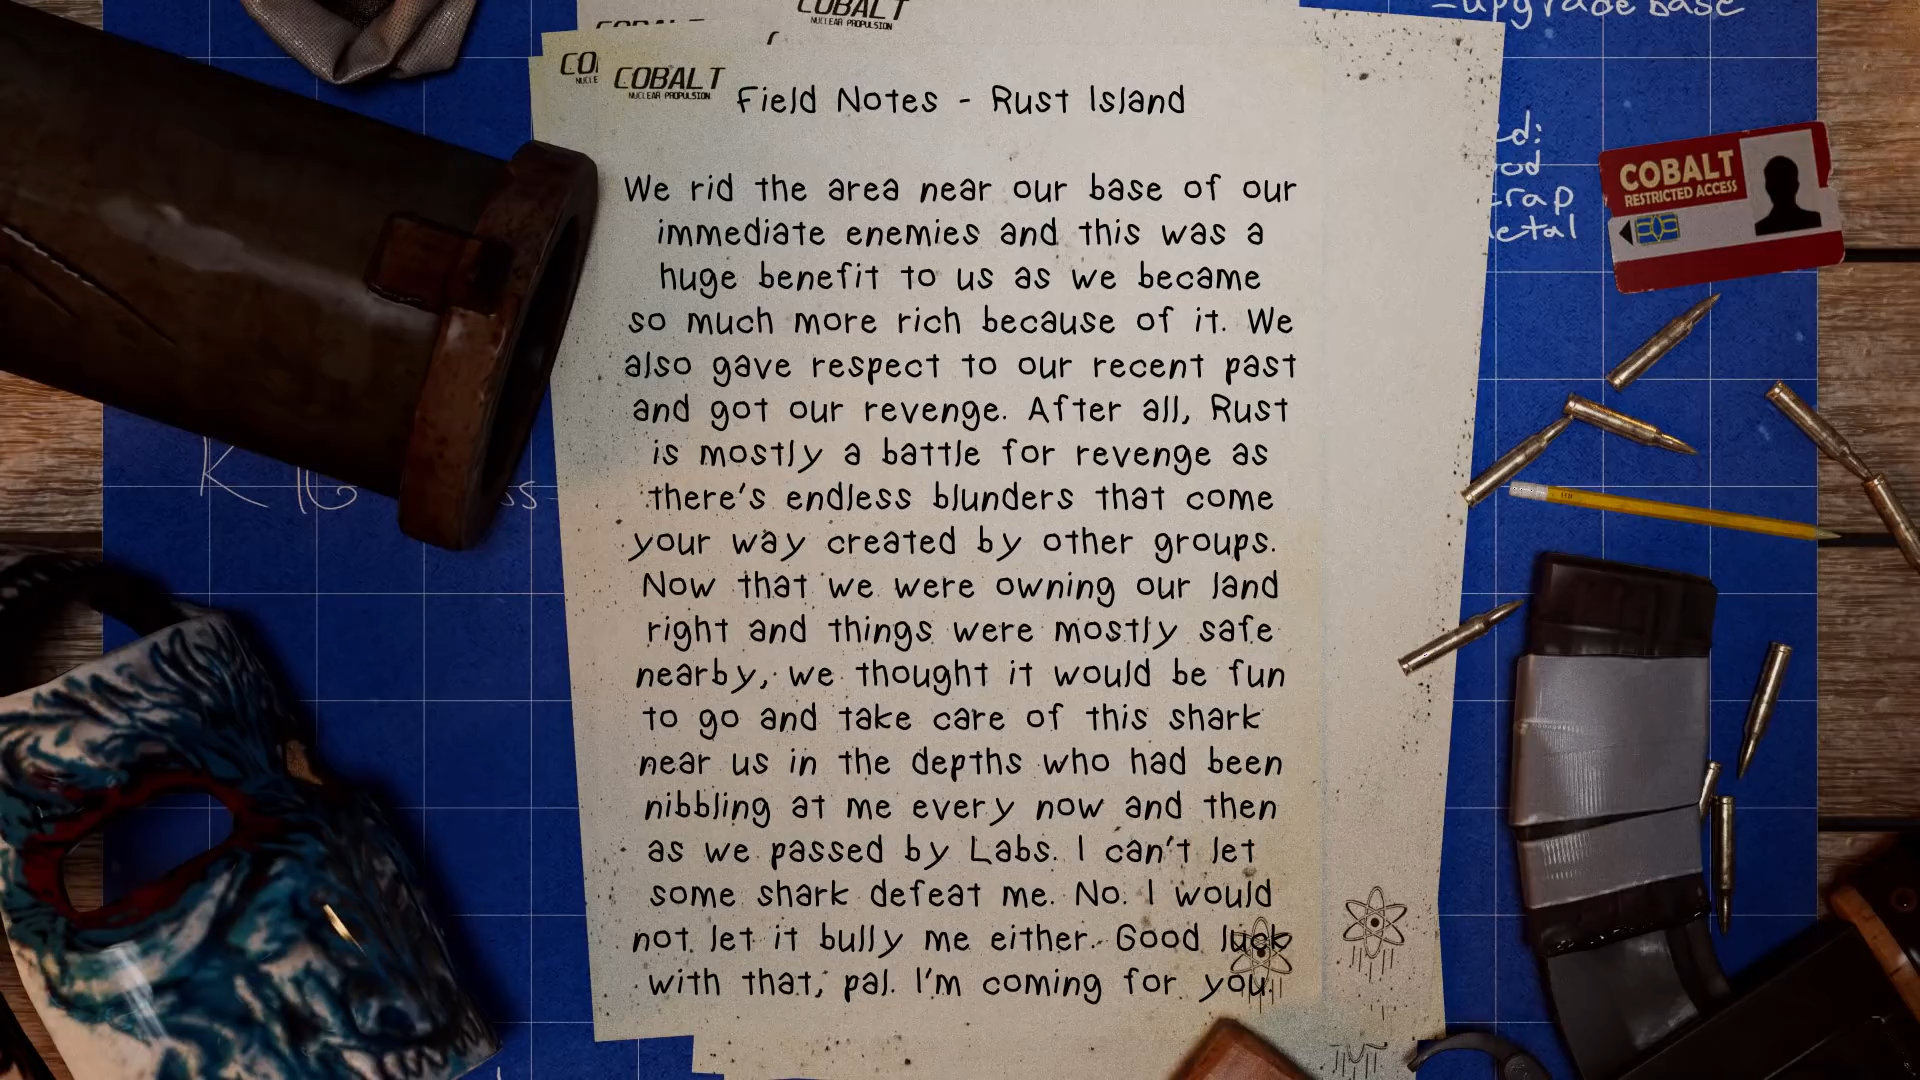 =upgrade base
COBALT
NUCLEAR PROPULSION
COBALT
NUCLEAR PROPULSION
Field Notes - Rust Island
We rid the area near our base of our
immediate enemies and this was a
huge benefit to us as we became
so much more rich because of it. We
also gave respect to our recent past
and got our revenge. After all, Rust
is mostly a battle for revenge as
there's endless blunders that come
your way created by other groups.
Now that we were owning our land
right and things were mostly safe
nearby, we thought it would be fun
to go and take care of this shark
near us in the depths who had been
nibbling at me every now and then
as we passed by Labs. I can't let
some shark defeat me. No. I would
not let it bully me either. Good luck
with that, pal. I'm coming for you.
COBALT
RESTRICTED ACCESS